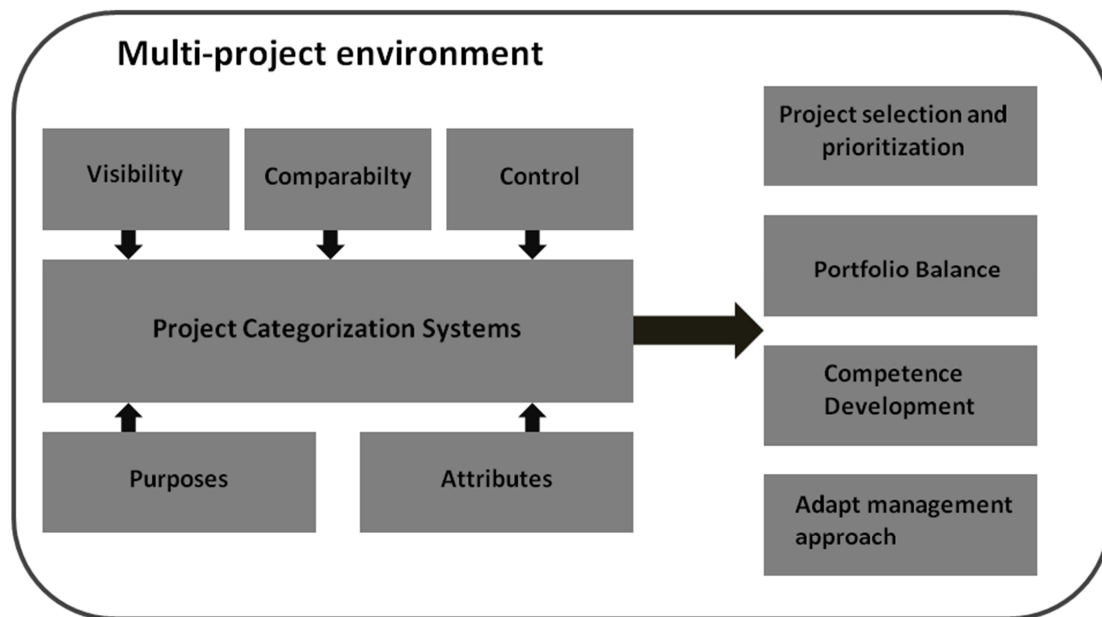 Multi-project environment
Visibility
Comparabilty
Control
Project Categorization Systems
Purposes
Attributes
Project selection and
prioritization
Portfolio Balance
Competence
Development
Adapt management
approach